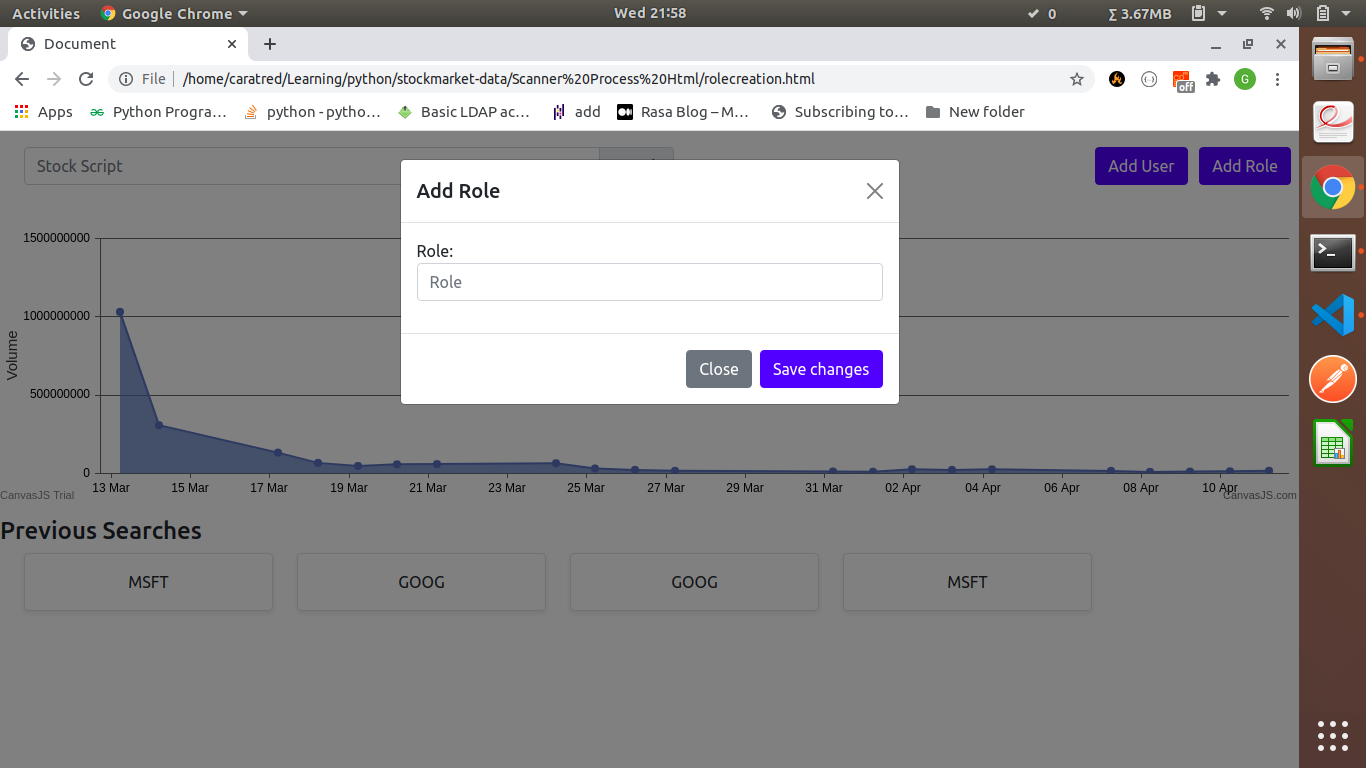 Activities Google Chrome Wed 21:58 0 Σ 3.67MB
Document
File /home/caratred/Learning/python/stockmarket-data/Scanner%20Process%20Html/rolecreation.html
off G
Apps Python Progra… python - pytho… Basic LDAP ac… add Rasa Blog – M… Subscribing to… New folder
Stock Script Add User Add Role
Add Role
Role:
Role
Close Save changes
Volume
1500000000
1000000000
500000000
0
13 Mar 15 Mar 17 Mar 19 Mar 21 Mar 23 Mar 25 Mar 27 Mar 29 Mar 31 Mar 02 Apr 04 Apr 06 Apr 08 Apr 10 Apr
CanvasJS Trial CanvasJS.com
Previous Searches
MSFT GOOG GOOG MSFT